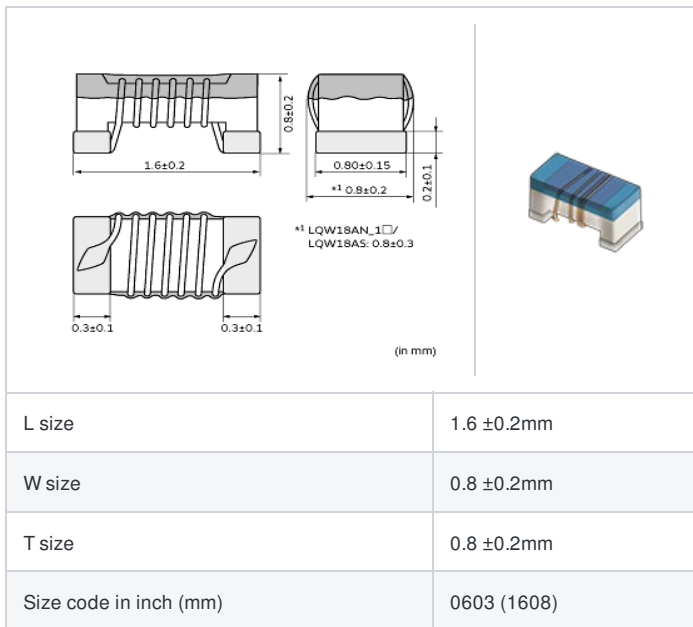 0.8±0.2
1.6±0.2
0.80±0.15
*1 0.8±0.2
0.2±0.1
*1 LQW18AN_1□/
LQW18AS: 0.8±0.3
0.3±0.1
0.3±0.1
(in mm)
L size 1.6 ±0.2mm
W size 0.8 ±0.2mm
T size 0.8 ±0.2mm
Size code in inch (mm) 0603 (1608)